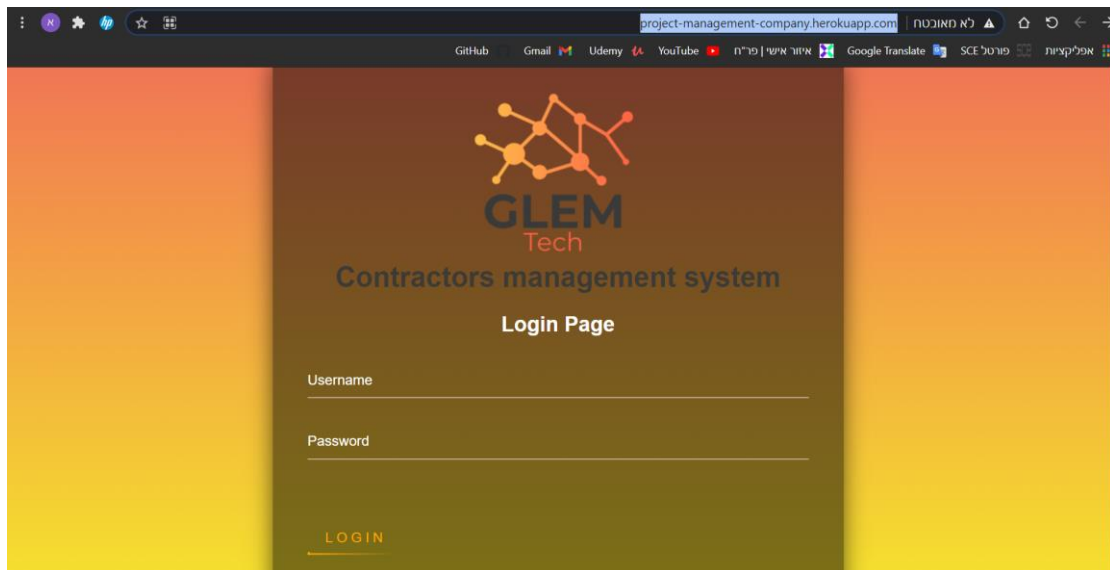 א לא מאובטח project-management-company.herokuapp.com
אפליקציות פורטל SCE Google Translate איזור אישי | פר"ח YouTube Udemy Gmail GitHub
GLEM
Tech
Contractors management system
Login Page
Username
Password
LOGIN